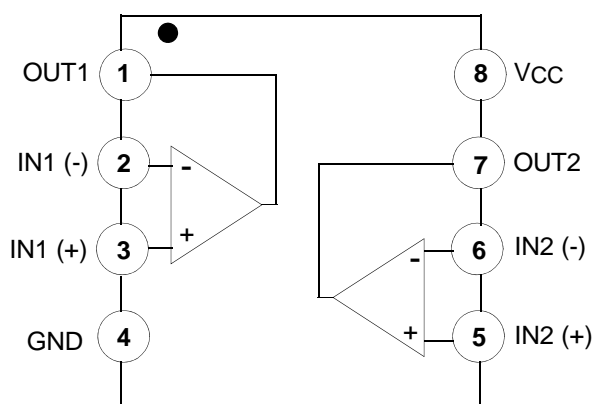 OUT1 1 8 VCC
IN1 (-) 2 - 7 OUT2
IN1 (+) 3 + - 6 IN2 (-)
GND 4 + 5 IN2 (+)